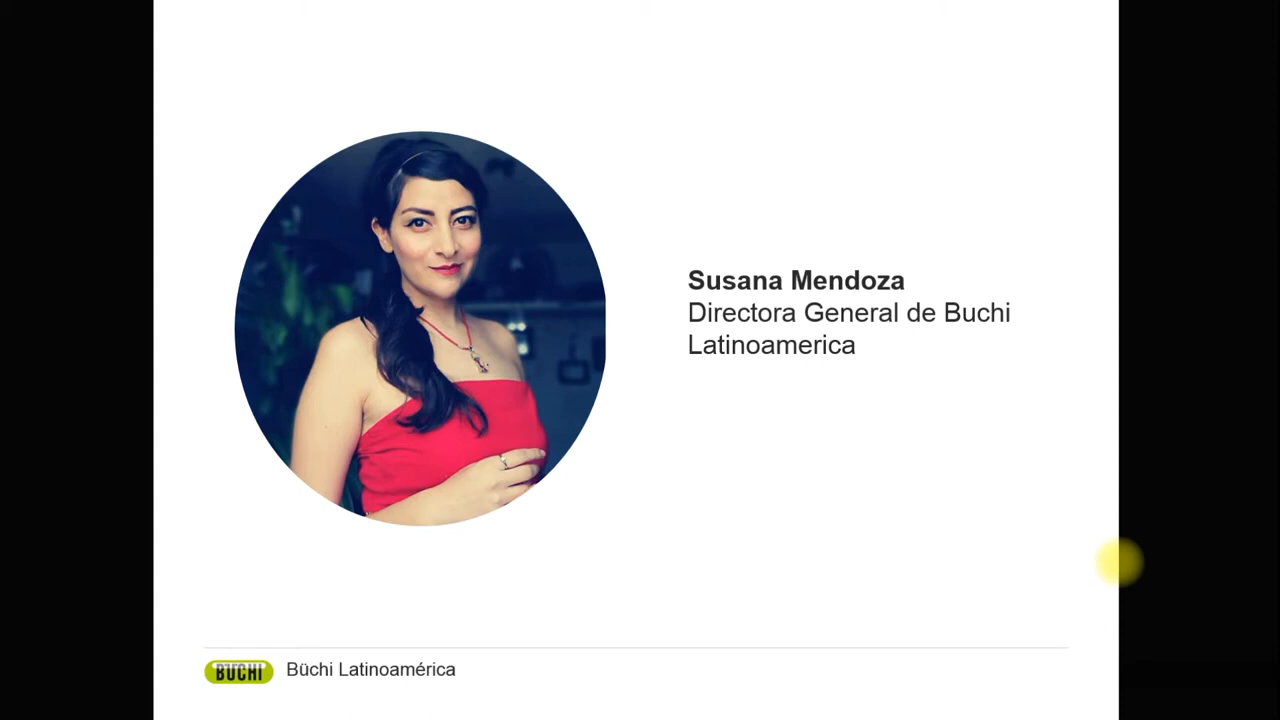 Susana Mendoza
Directora General de Buchi
Latinoamerica
BUCHI
Büchi Latinoamérica